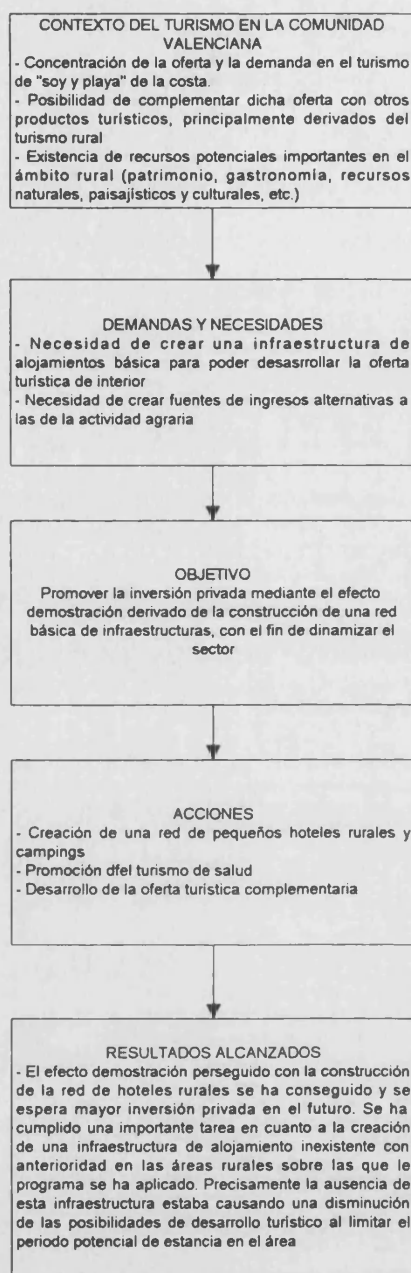 CONTEXTO DEL TURISMO EN LA COMUNIDAD
VALENCIANA
- Concentración de la oferta y la demanda en el turismo
de "soy y playa" de la costa.
- Posibilidad de complementar dicha oferta con otros
productos turísticos, principalmente derivados del
turismo rural
- Existencia de recursos potenciales importantes en el
ámbito rural (patrimonio, gastronomía, recursos
naturales, paisajísticos y culturales, etc.)
DEMANDAS Y NECESIDADES
- Necesidad de crear una infraestructura de
alojamientos básica para poder desasrrollar la oferta
turística de interior
- Necesidad de crear fuentes de ingresos alternativas a
las de la actividad agraria
OBJETIVO
Promover la inversión privada mediante el efecto
demostración derivado de la construcción de una red
básica de infraestructuras, con el fin de dinamizar el
sector
ACCIONES
- Creación de una red de pequeños hoteles rurales y
campings
- Promoción dfel turismo de salud
- Desarrollo de la oferta turística complementaria
RESULTADOS ALCANZADOS
- El efecto demostración perseguido con la construcción
de la red de hoteles rurales se ha conseguido y se
espera mayor inversión privada en el futuro. Se ha
cumplido una importante tarea en cuanto a la creación
de una infraestructura de alojamiento inexistente con
anterioridad en las áreas rurales sobre las que le
programa se ha aplicado. Precisamente la ausencia de
esta infraestructura estaba causando una disminución
de las posibilidades de desarrollo turístico al limitar el
periodo potencial de estancia en el área